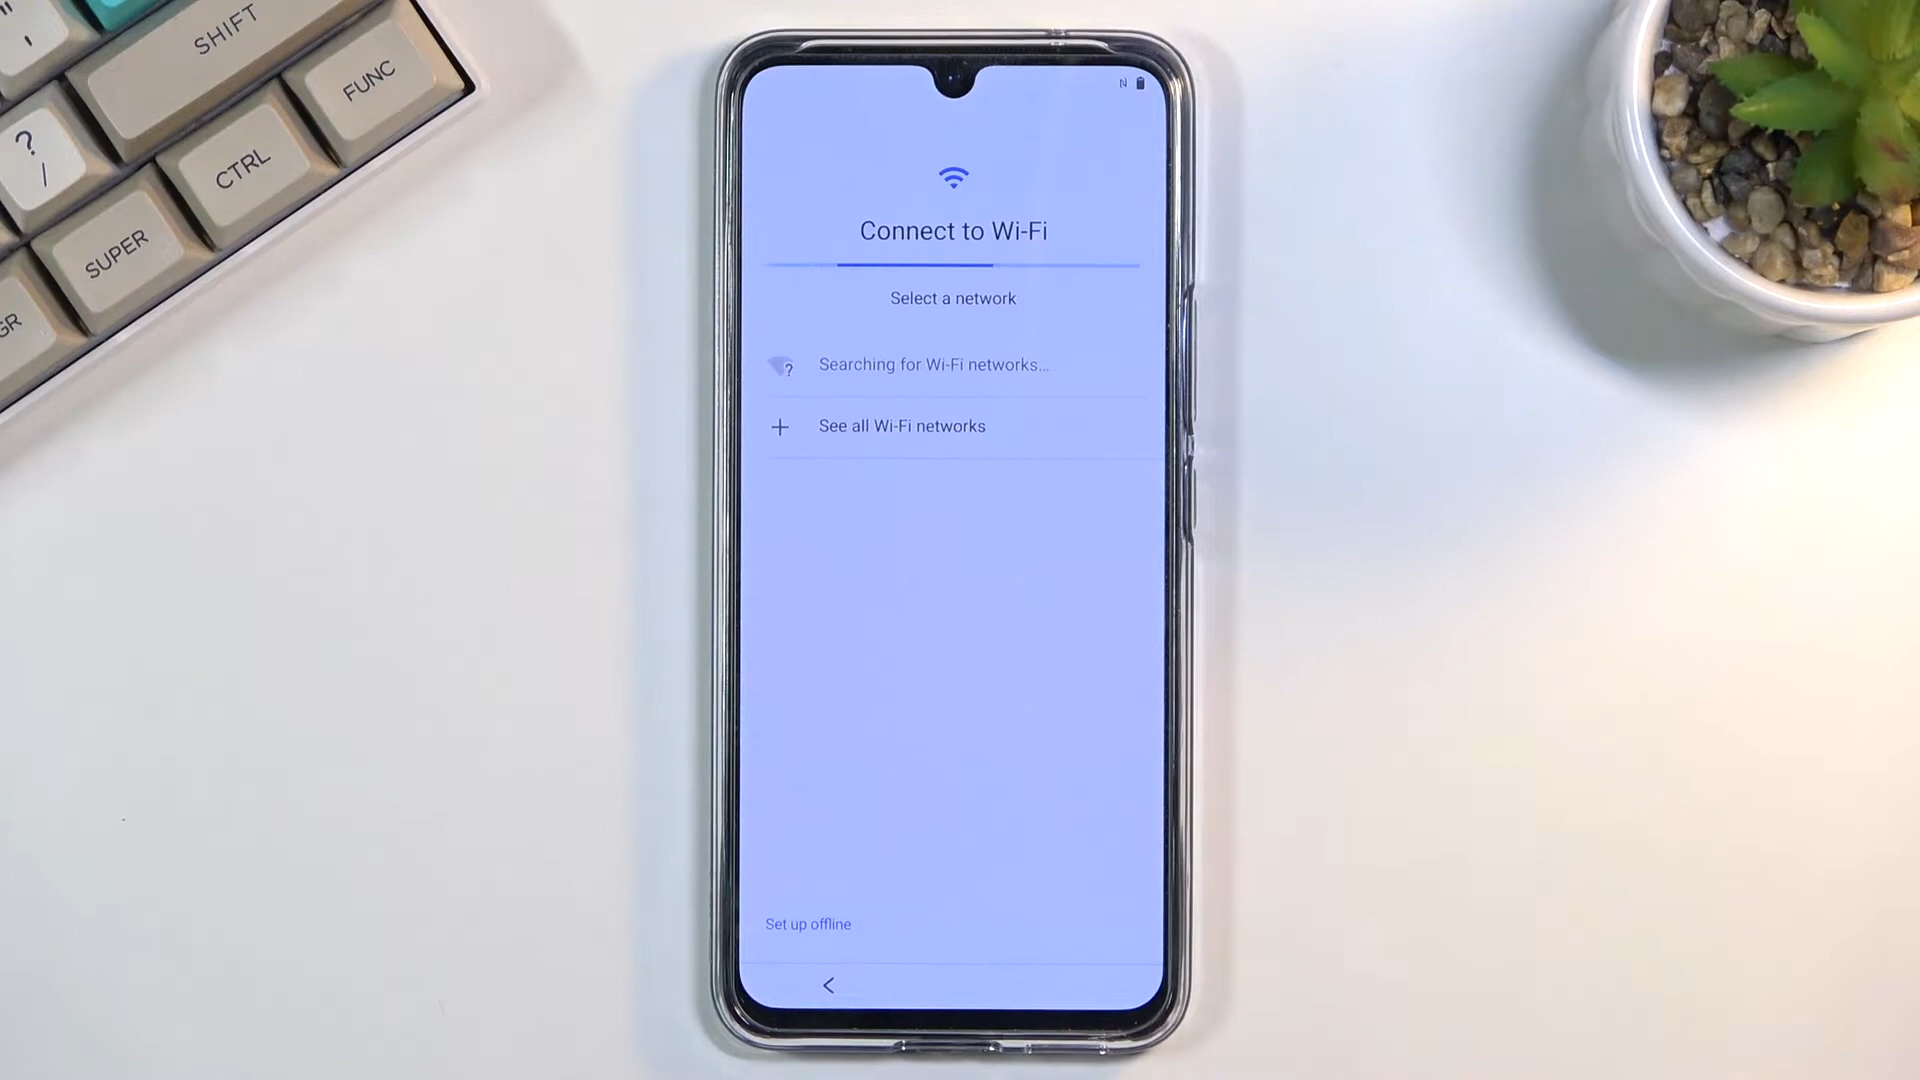 "
'
SHIFT
FUNC
?
/
CTRL
SUPER
GR
N
Connect to Wi-Fi
Select a network
?
Searching for Wi-Fi networks...
See all Wi-Fi networks
Set up offline